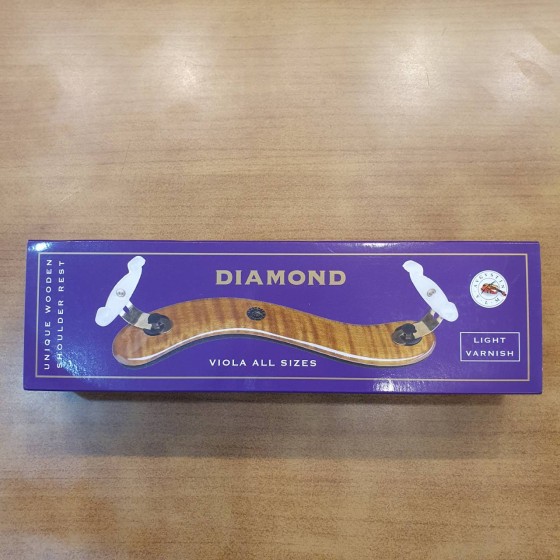 UNIQUE WOODEN
SHOULDER REST
DIAMOND
VIOLA ALL SIZES
LIGHT
VARNISH